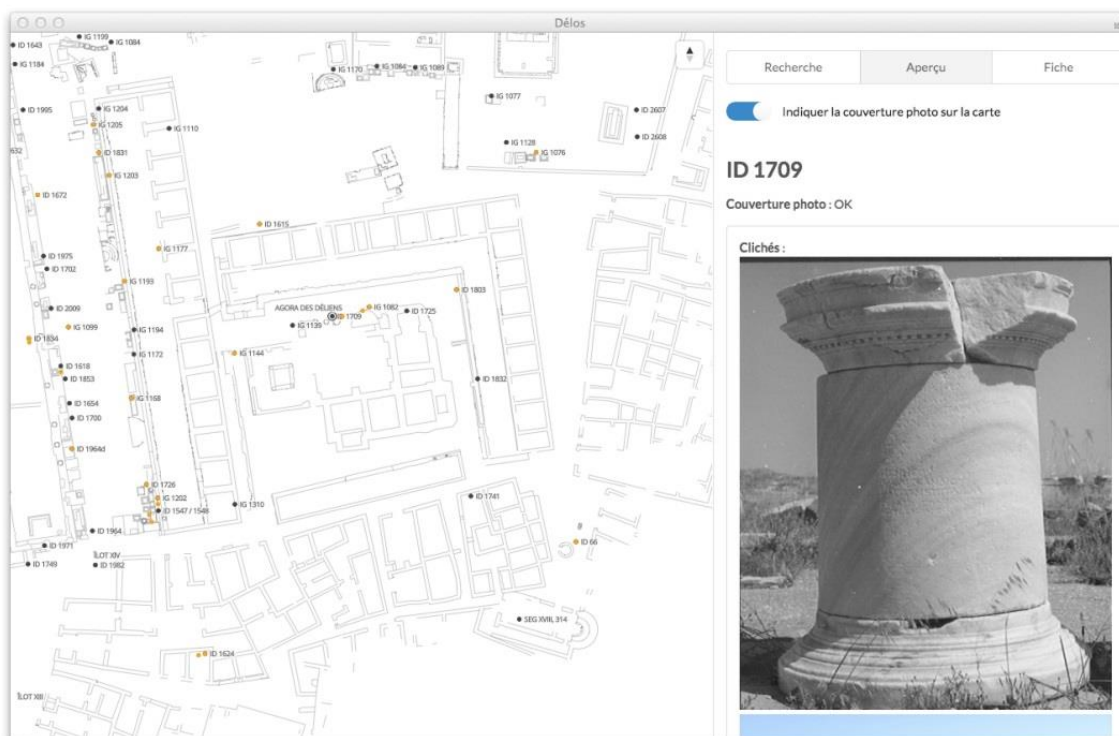 Délos
Recherche
Aperçu
Fiche
Indiquer la couverture photo sur la carte
ID 1709
Couverture photo : OK
Clichés :
IG 1199
ID 1643
IG 1084
IG 1184
IG 1170
IG 1084
IG 1089
IG 1077
ID 1995
IG 1204
ID 2607
IG 1205
IG 1110
ID 2608
632
ID 1831
IG 1128
IG 1076
IG 1203
ID 1672
ID 1615
IG 1177
ID 1975
ID 1702
IG 1193
ID 1803
ID 2009
AGORA DES DÉLIENS
IG 1082
ID 1725
ID 1709
IG 1099
IG 1139
IG 1194
ID 1834
IG 1172
IG 1144
ID 1618
ID 1853
ID 1832
ID 1654
IG 1168
ID 1700
ID 1964d
ID 1726
IG 1202
ID 1741
IG 1310
ID 1547 / 1548
ID 1964
ID 66
ID 1971
ÎLOT XIV
ID 1749
ID 1982
SEG XVIII, 314
ID 1624
ÎLOT XIII